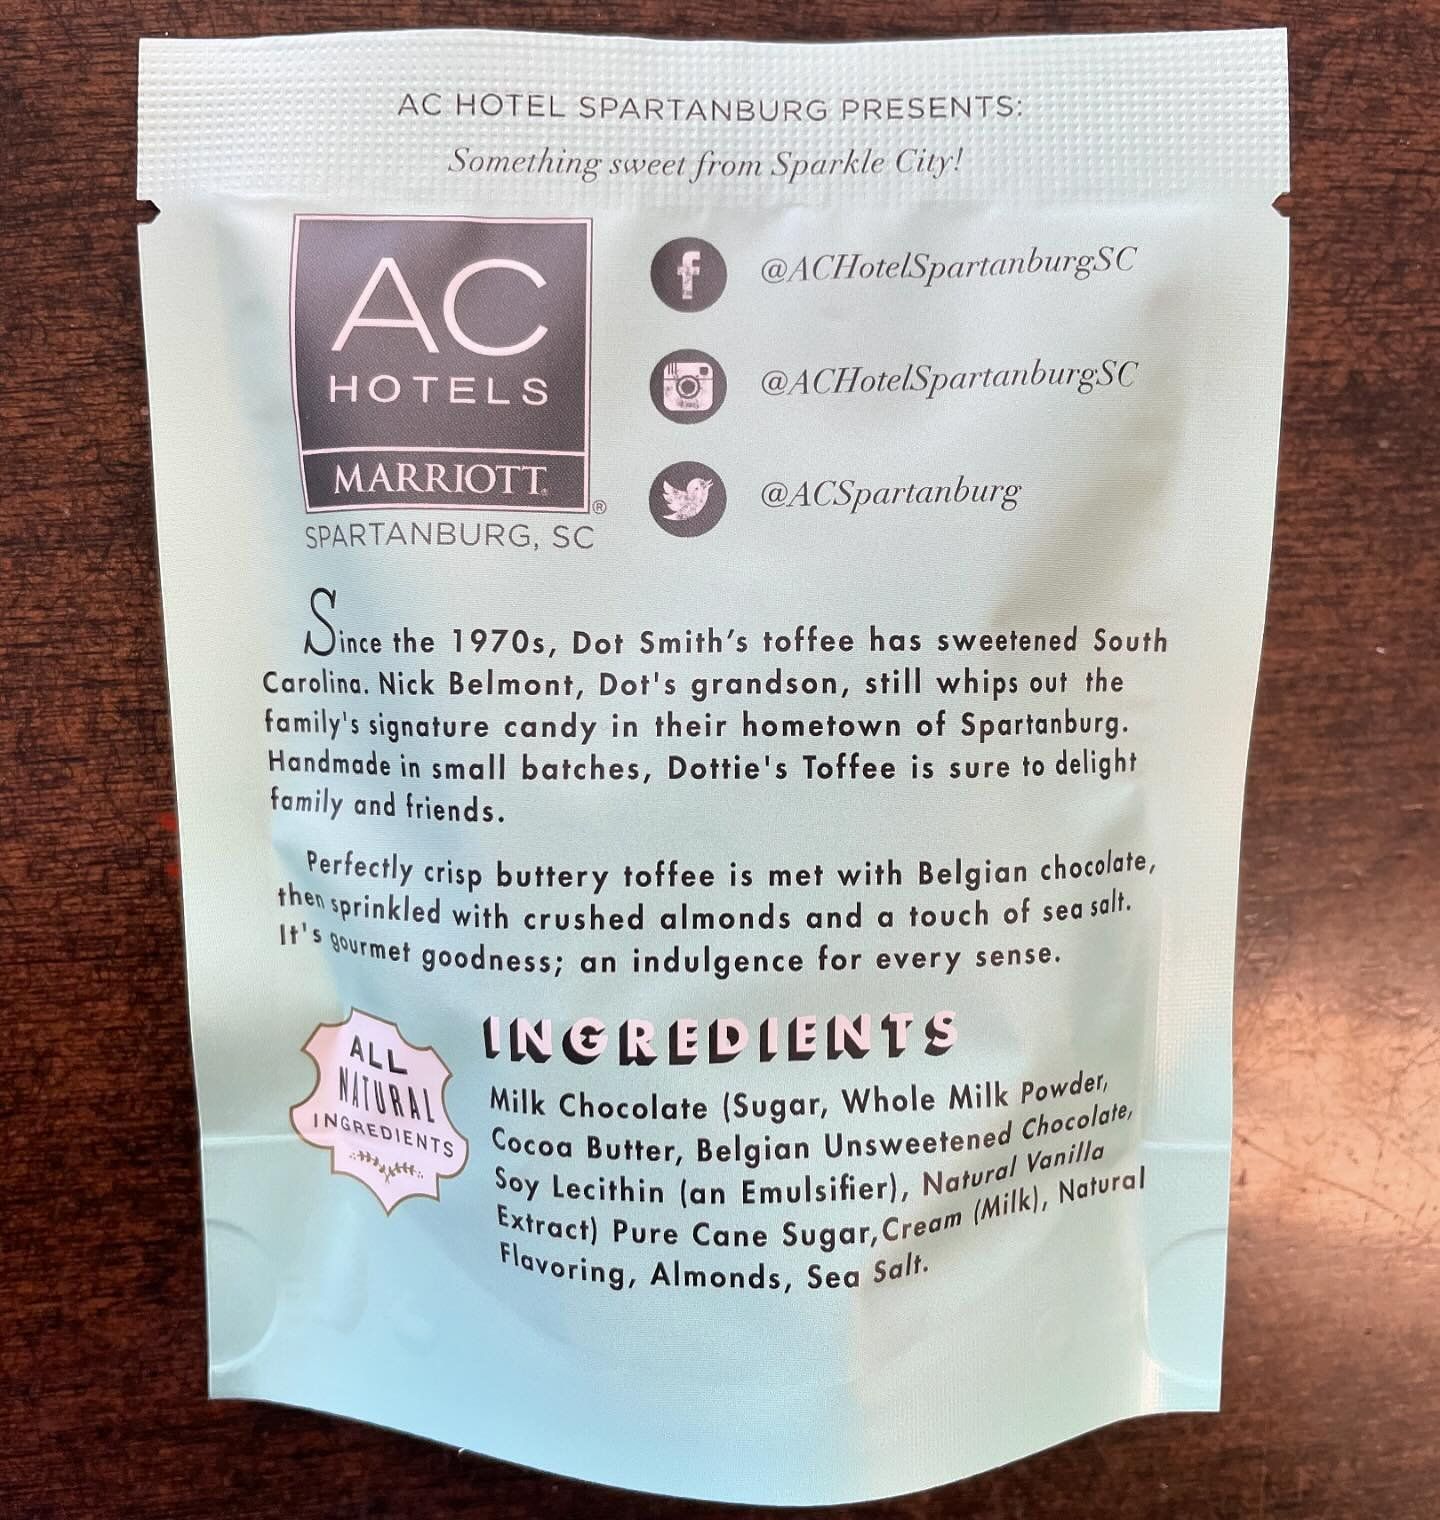 AC HOTEL SPARTANBURG PRESENTS:
Something sweet from Sparkle City!
AC
HOTELS
MARRIOTT®
SPARTANBURG, SC
@ACHotelSpartanburgSC
@ACHotelSpartanburgSC
@ACSpartanburg
Since the 1970s, Dot Smith's toffee has sweetened South
Carolina. Nick Belmont, Dot's grandson, still whips out the
family's signature candy in their hometown of Spartanburg.
Handmade in small batches, Dottie's Toffee is sure to delight
family and friends.
Perfectly crisp buttery toffee is met with Belgian chocolate,
then sprinkled with crushed almonds and a touch of sea salt.
It's gourmet goodness; an indulgence for every sense.
ALL
NATURAL
INGREDIENTS
INGREDIENTS
Milk Chocolate (Sugar, Whole Milk Powder,
Cocoa Butter, Belgian Unsweetened Chocolate,
Soy Lecithin (an Emulsifier), Natural Vanilla
Extract) Pure Cane Sugar, Cream (Milk), Natural
Flavoring, Almonds, Sea Salt.